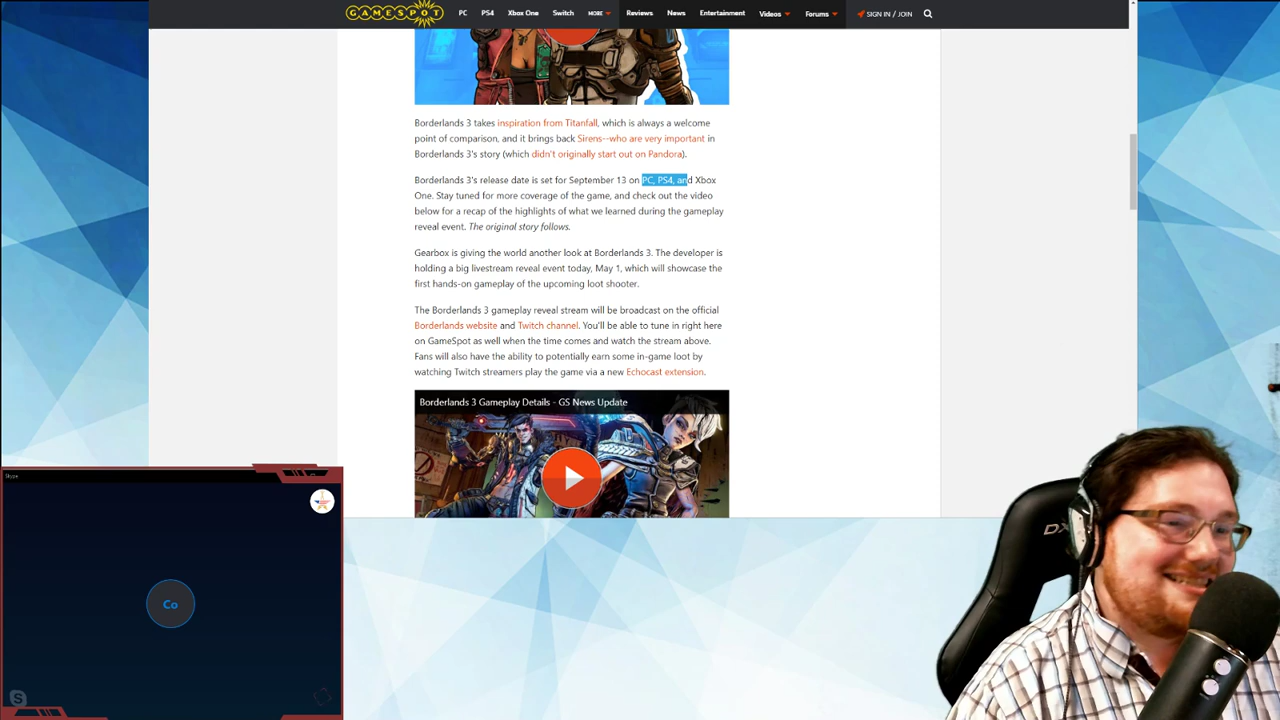 GAMESPOT
PC PS4 Xbox One Switch MORE Reviews News Entertainment Videos Forums SIGN IN / JOIN
Borderlands 3 takes inspiration from Titanfall, which is always a welcome
point of comparison, and it brings back Sirens--who are very important in
Borderlands 3's story (which didn't originally start out on Pandora).
Borderlands 3's release date is set for September 13 on PC, PS4, and Xbox
One. Stay tuned for more coverage of the game, and check out the video
below for a recap of the highlights of what we learned during the gameplay
reveal event. The original story follows.
Gearbox is giving the world another look at Borderlands 3. The developer is
holding a big livestream reveal event today, May 1, which will showcase the
first hands-on gameplay of the upcoming loot shooter.
The Borderlands 3 gameplay reveal stream will be broadcast on the official
Borderlands website and Twitch channel. You'll be able to tune in right here
on GameSpot as well when the time comes and watch the stream above.
Fans will also have the ability to potentially earn some in-game loot by
watching Twitch streamers play the game via a new Echocast extension.
Borderlands 3 Gameplay Details - GS News Update
Skype
Co
S
DX